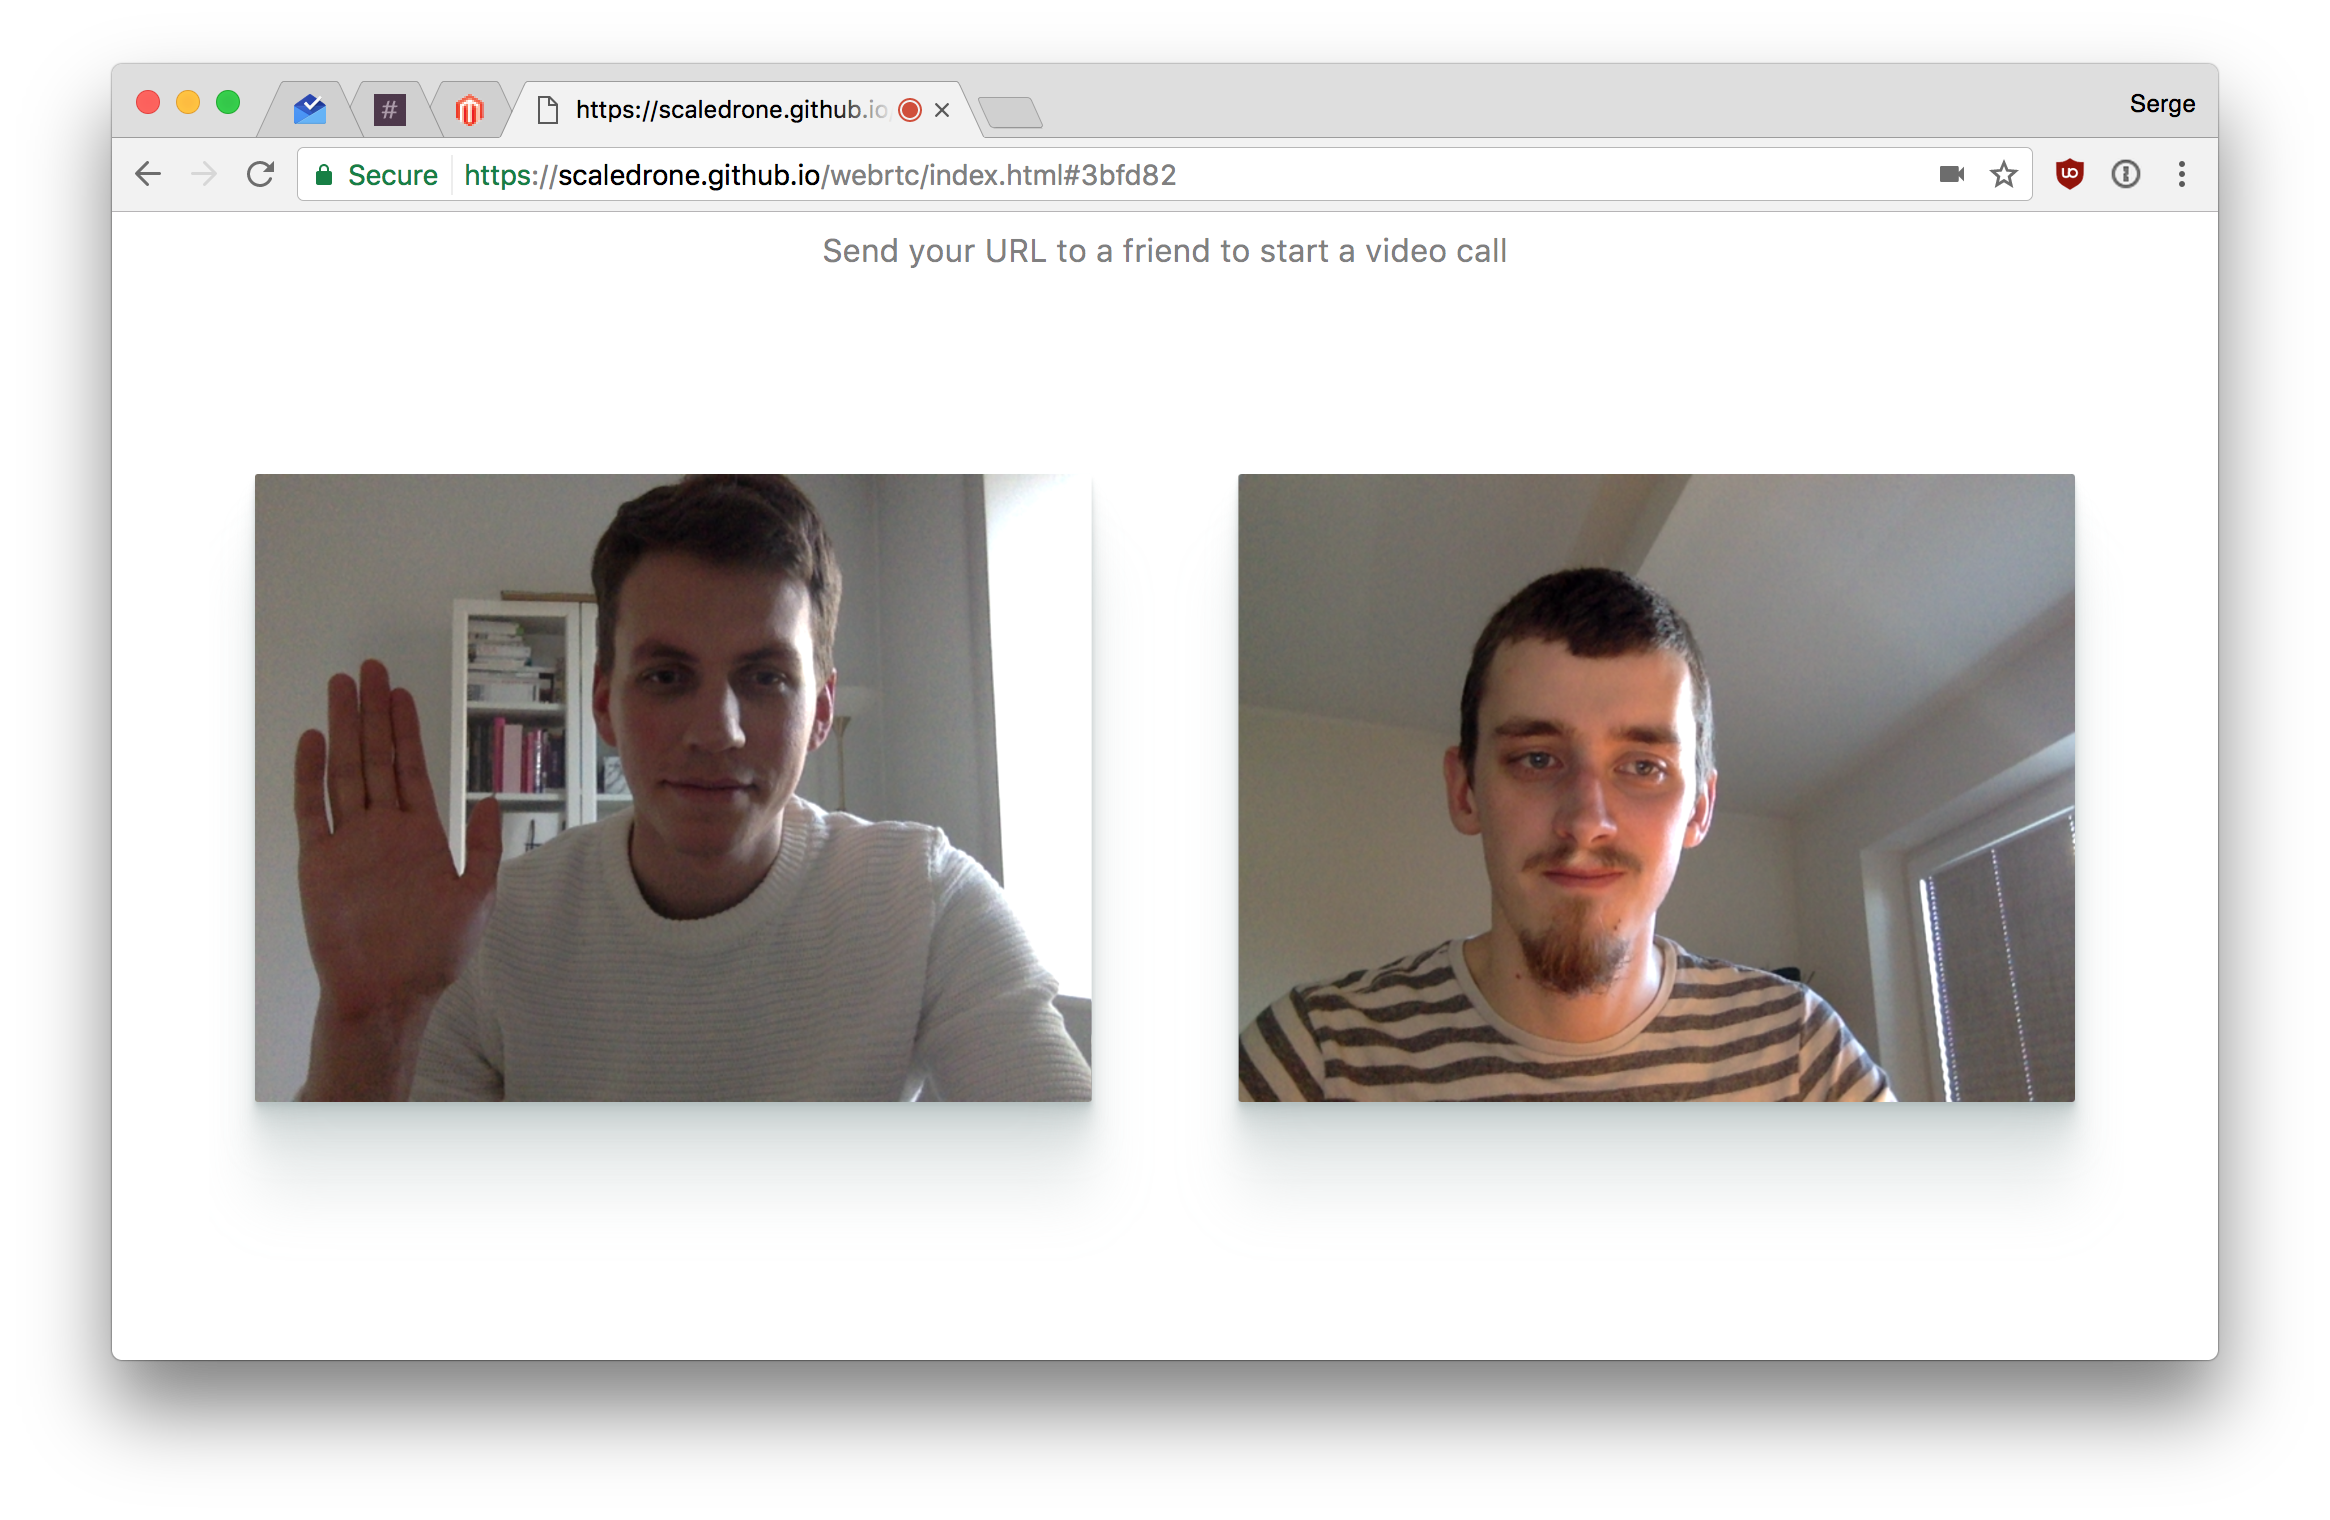 https://scaledrone.github.io/
Serge
Secure
https://scaledrone.github.io/webrtc/index.html#3bfd82
Send your URL to a friend to start a video call